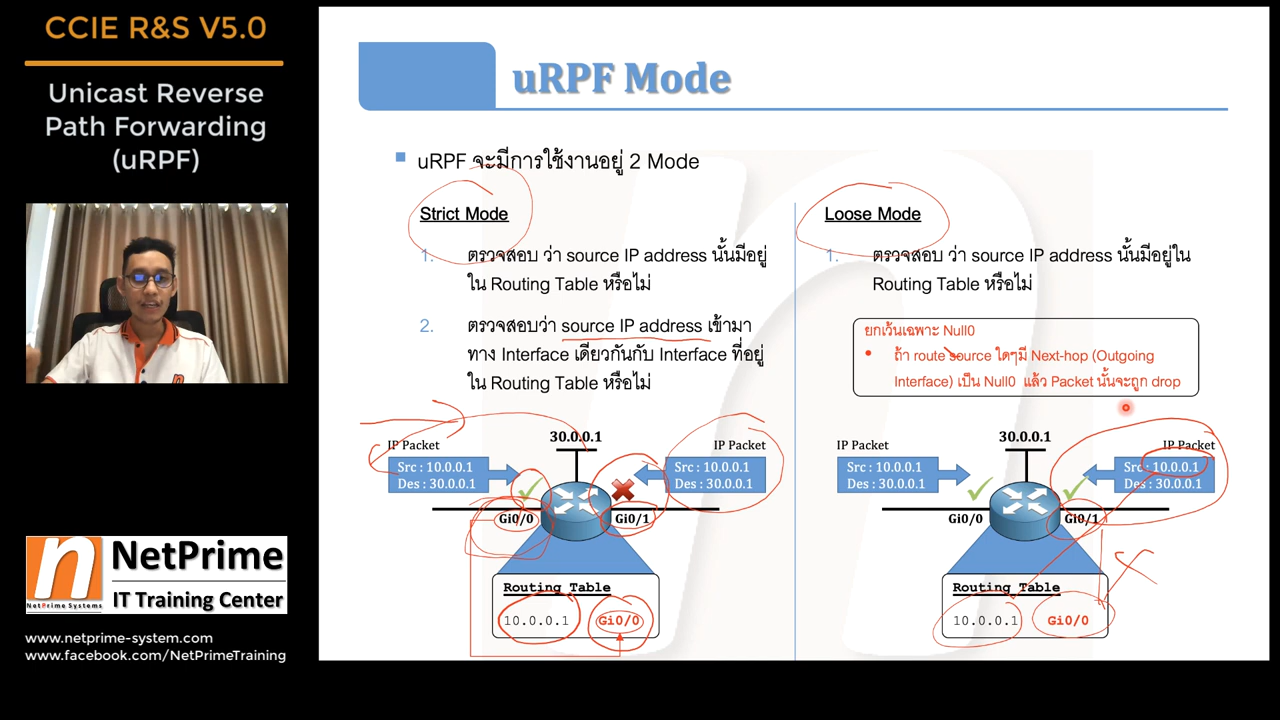 CCIE R&S V5.0
Unicast Reverse
Path Forwarding
(uRPF)
n
NetPrime Systems
NetPrime
IT Training Center
www.netprime-system.com
www.facebook.com/NetPrimeTraining
uRPF Mode
uRPF จะมีการใช้งานอยู่ 2 Mode
Strict Mode
1. ตรวจสอบ ว่า source IP address นั้นมีอยู่
ใน Routing Table หรือไม่
2. ตรวจสอบว่า source IP address เข้ามา
ทาง Interface เดียวกันกับ Interface ที่อยู่
ใน Routing Table หรือไม่
IP Packet
Src : 10.0.0.1
Des : 30.0.0.1
30.0.0.1
IP Packet
Src : 10.0.0.1
Des : 30.0.0.1
Gi0/0
Gi0/1
Routing Table
10.0.0.1 Gi0/0
Loose Mode
1. ตรวจสอบ ว่า source IP address นั้นมีอยู่ใน
Routing Table หรือไม่
ยกเว้นเฉพาะ Null0
• ถ้า route source ใดๆมี Next-hop (Outgoing
Interface) เป็น Null0 แล้ว Packet นั้นจะถูก drop
IP Packet
Src : 10.0.0.1
Des : 30.0.0.1
30.0.0.1
IP Packet
Src : 10.0.0.1
Des : 30.0.0.1
Gi0/0
Gi0/1
Routing Table
10.0.0.1 Gi0/0